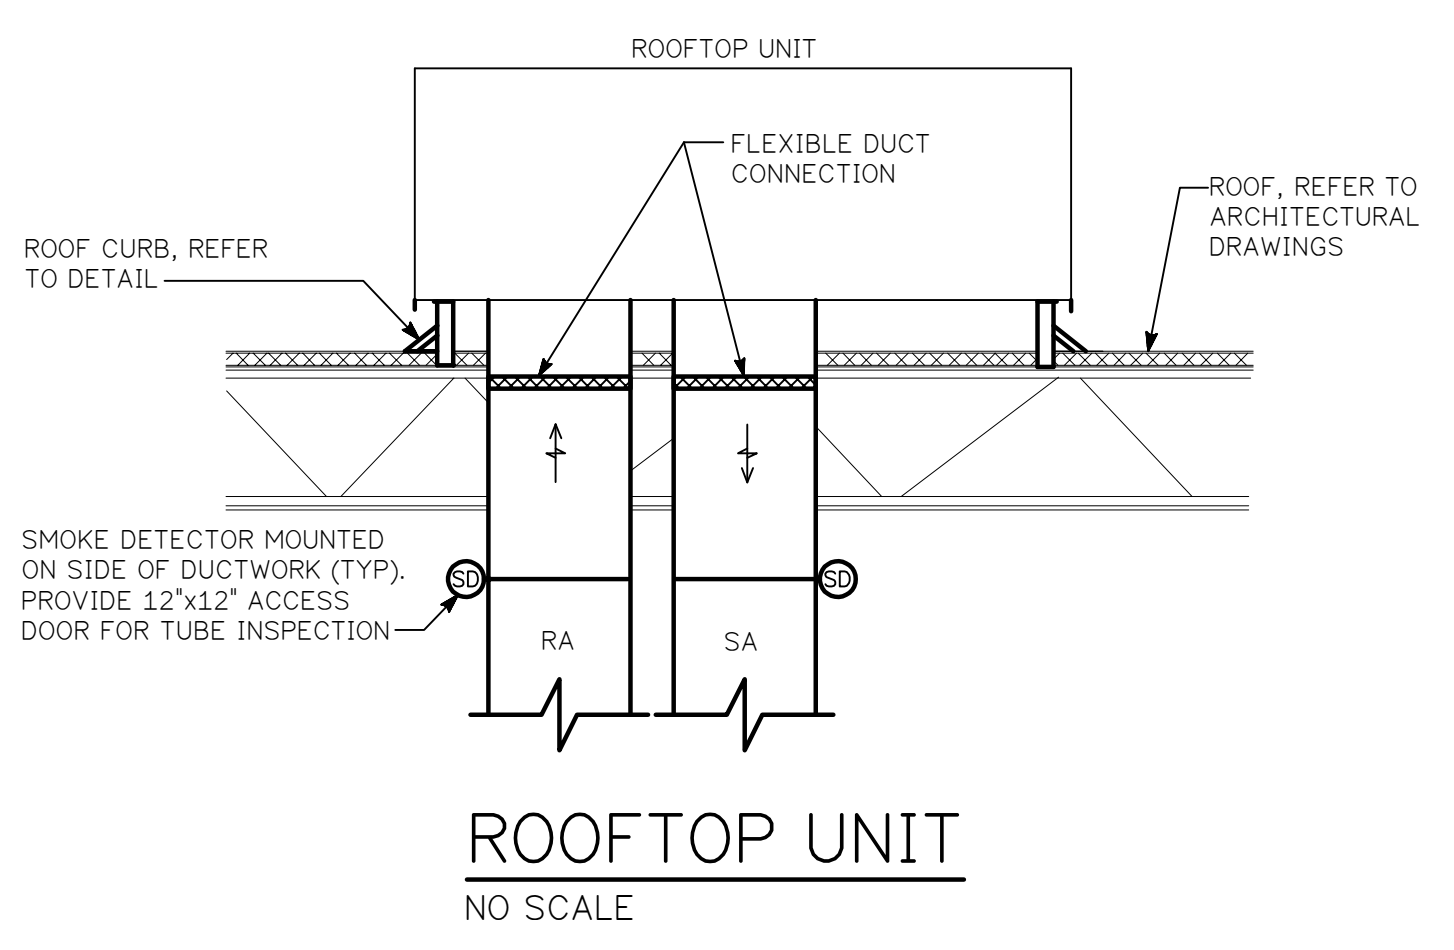 ROOFTOP UNIT
FLEXIBLE DUCT
CONNECTION
ROOF, REFER TO
ARCHITECTURAL
DRAWINGS
ROOF CURB, REFER
TO DETAIL
SMOKE DETECTOR MOUNTED
ON SIDE OF DUCTWORK (TYP).
PROVIDE 12"x12" ACCESS
DOOR FOR TUBE INSPECTION
SD
SD
RA
SA
ROOFTOP UNIT
NO SCALE